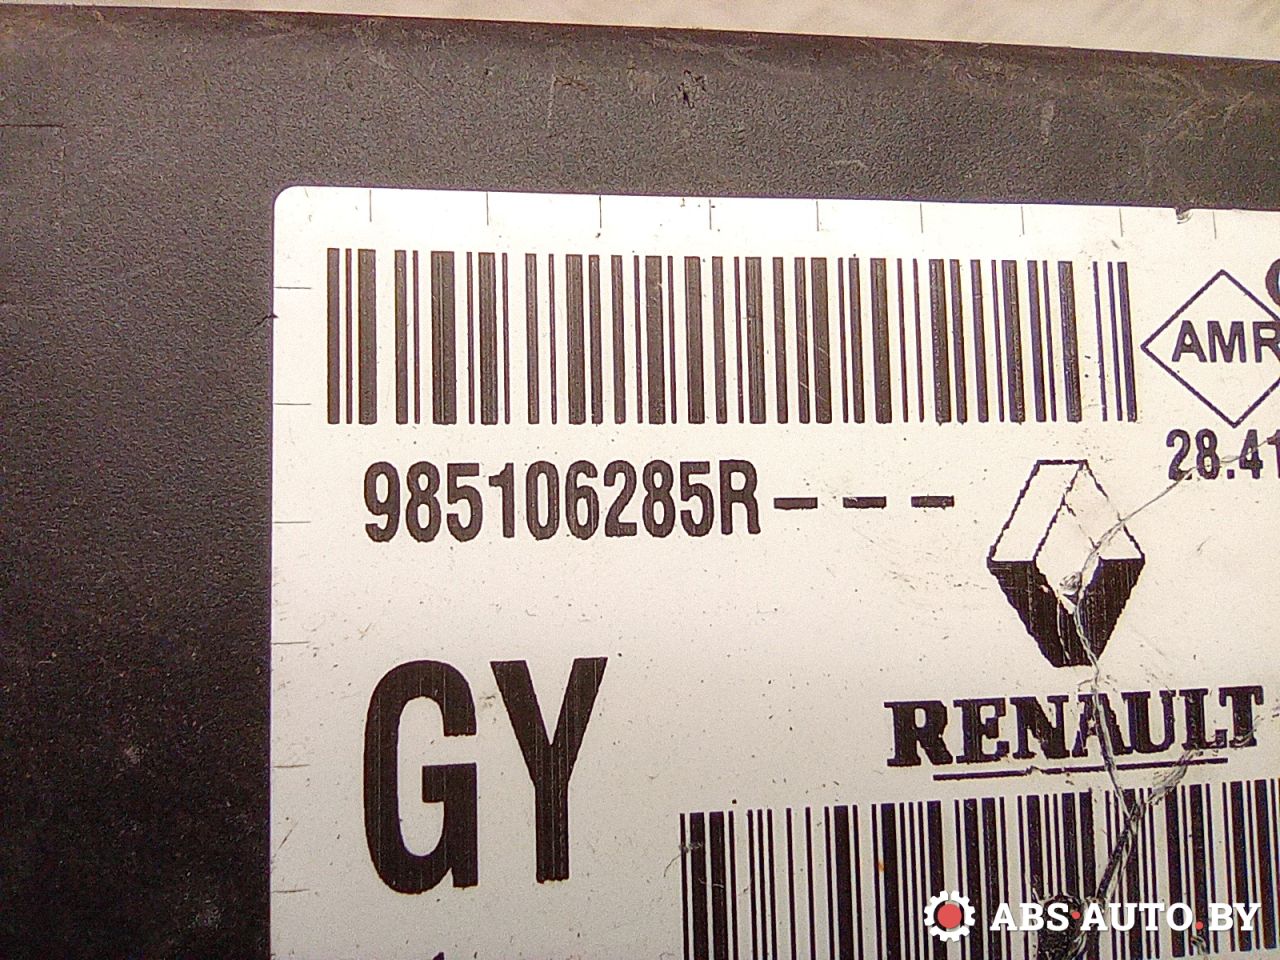 AMR
985106285R---
28.41
GY
RENAULT
ABS·AUTO.BY